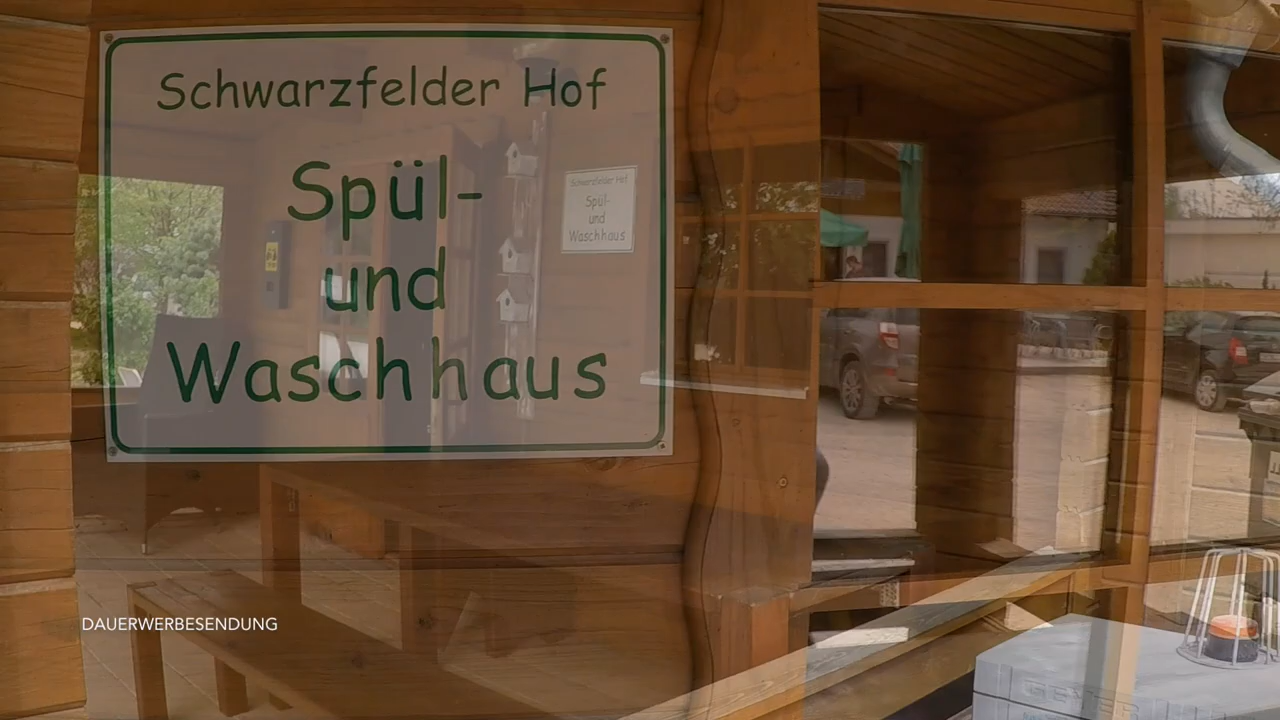 Schwarzfelder Hof
Spül-
und
Waschhaus
Schwarzfelder Hof
Spül-
und
Waschhaus
DAUERWERBESENDUNG